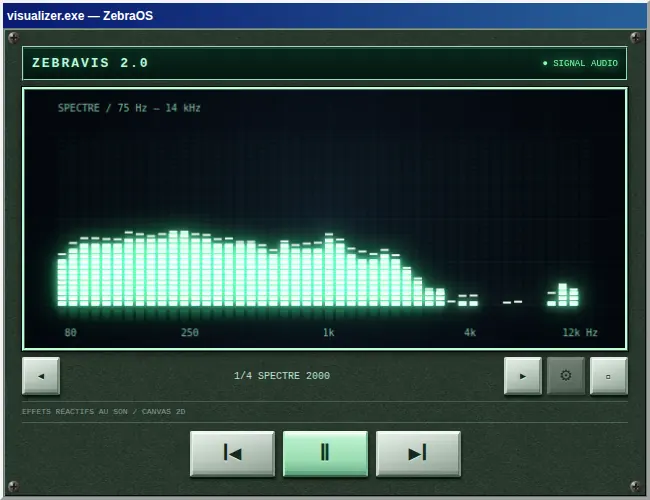 visualizer.exe — ZebraOS
ZEBRAVIS 2.0
● SIGNAL AUDIO
SPECTRE / 75 Hz – 14 kHz
80 250 1k 4k 12k Hz
1/4 SPECTRE 2000
EFFETS RÉACTIFS AU SON / CANVAS 2D